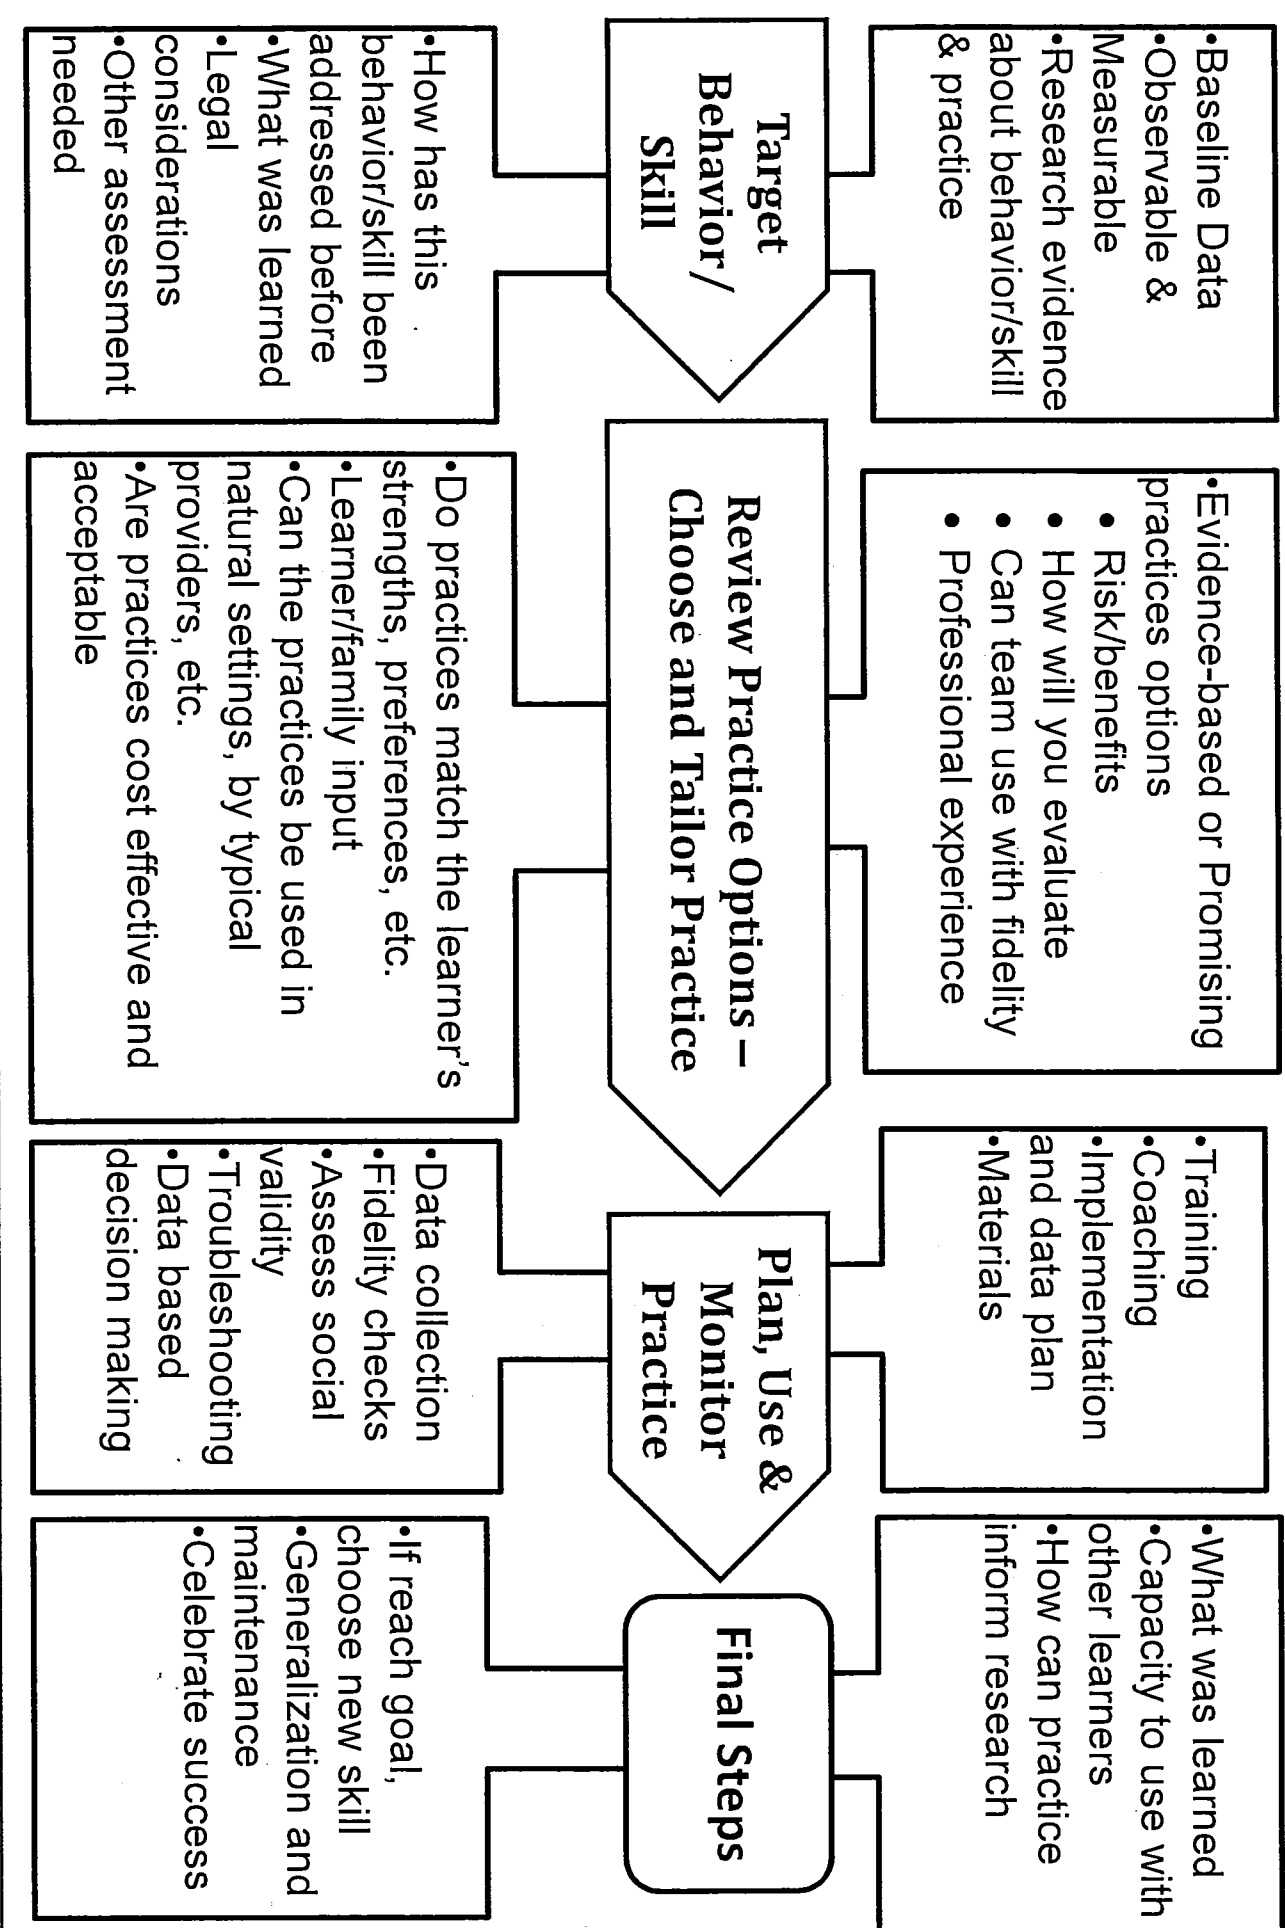 •Baseline Data
•Observable &
Measurable
•Research evidence
about behavior/skill
& practice
Target
Behavior/
Skill
•How has this
behavior/skill been
addressed before
•What was learned
•Legal
considerations
•Other assessment
needed
•Evidence-based or Promising
practices options
• Risk/benefits
• How will you evaluate
• Can team use with fidelity
• Professional experience
Review Practice Options –
Choose and Tailor Practice
•Do practices match the learner's
strengths, preferences, etc.
•Learner/family input
•Can the practices be used in
natural settings, by typical
providers, etc.
•Are practices cost effective and
acceptable
•Training
•Coaching
•Implementation
and data plan
•Materials
Plan, Use &
Monitor
Practice
•Data collection
•Fidelity checks
•Assess social
validity
•Troubleshooting
•Data based
decision making
•What was learned
•Capacity to use with
other learners
•How can practice
inform research
Final Steps
•If reach goal,
choose new skill
•Generalization and
maintenance
•Celebrate success